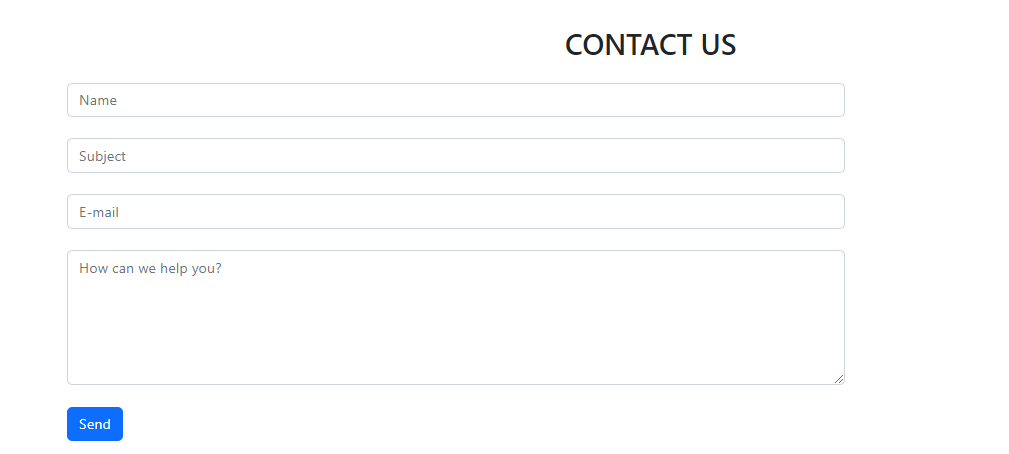 CONTACT US
Name
Subject
E-mail
How can we help you?
Send